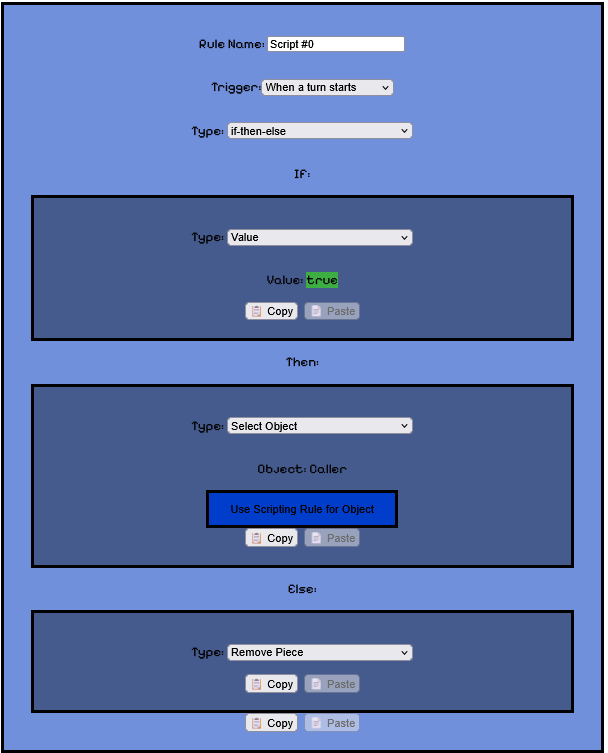 Rule Name: Script #0
Trigger: When a turn starts
Type: if-then-else
If:
Type: Value
Value: true
Copy Paste
Then:
Type: Select Object
Object: Caller
Use Scripting Rule for Object
Copy Paste
Else:
Type: Remove Piece
Copy Paste
Copy Paste